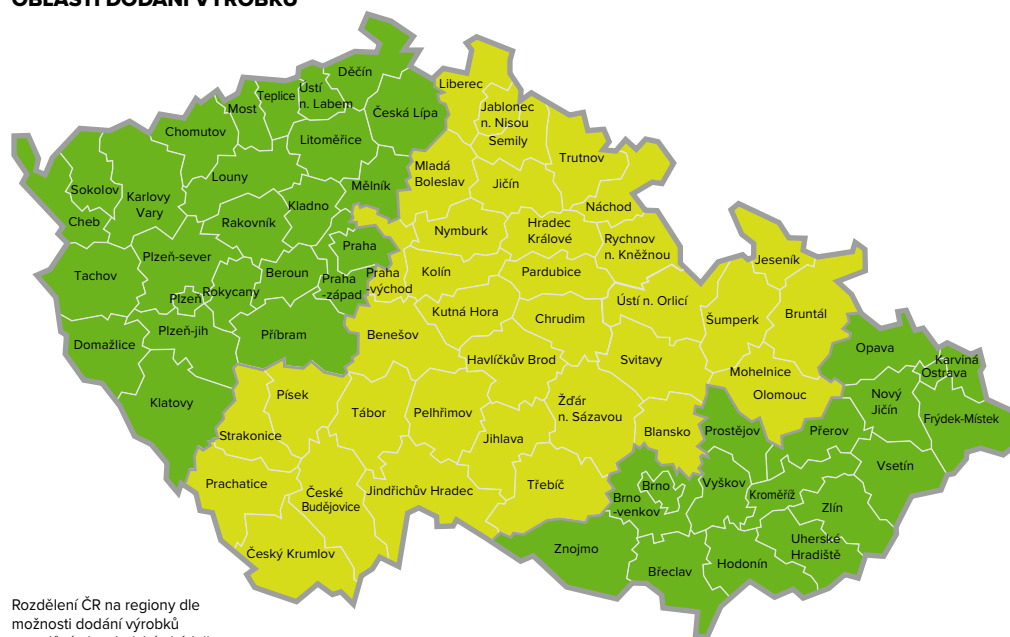 OBLASTI DODÁNÍ VÝROBKŮ
Děčín
Liberec
Ústí
n. Labem
Teplice
Most
Česká Lípa
Jablonec
n. Nisou
Chomutov
Litoměřice
Semily
Trutnov
Mladá
Boleslav
Louny
Jičín
Mělník
Sokolov
Karlovy
Vary
Kladno
Náchod
Cheb
Rakovník
Nymburk
Hradec
Králové
Rychnov
n. Kněžnou
Praha
Plzeň-sever
Jeseník
Tachov
Beroun
Praha
-západ
Praha
-východ
Kolín
Pardubice
Plzeň
Rokycany
Ústí n. Orlicí
Kutná Hora
Chrudim
Šumperk
Bruntál
Plzeň-jih
Příbram
Benešov
Domažlice
Opava
Havlíčkův Brod
Svitavy
Karviná
Ostrava
Mohelnice
Olomouc
Nový
Jičín
Klatovy
Písek
Tábor
Pelhřimov
Žďár
n. Sázavou
Frýdek-Místek
Strakonice
Jihlava
Blansko
Prostějov
Přerov
Vsetín
Prachatice
České
Budějovice
Jindřichův Hradec
Třebíč
Brno
Brno
-venkov
Vyškov
Kroměříž
Zlín
Český Krumlov
Znojmo
Uherské
Hradiště
Břeclav
Hodonín
Rozdělení ČR na regiony dle
možnosti dodání výrobků